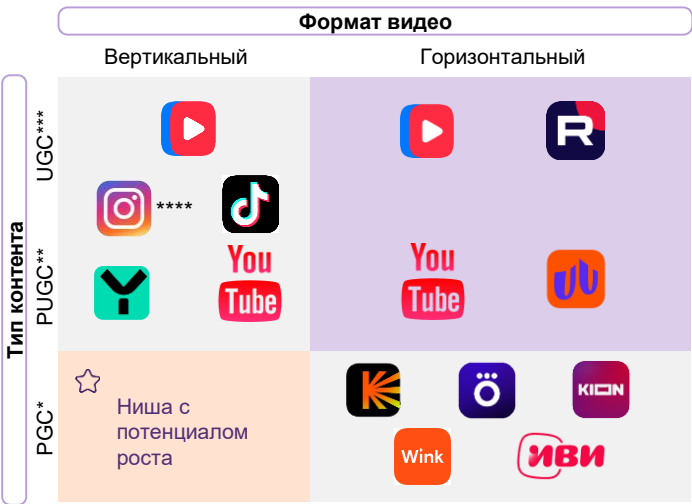 Формат видео
Вертикальный
Горизонтальный
Тип контента
UGC***
R
****
PUGC**
You
Tube
You
Tube
PGC*
Ниша с
потенциалом
роста
KION
Wink
иви